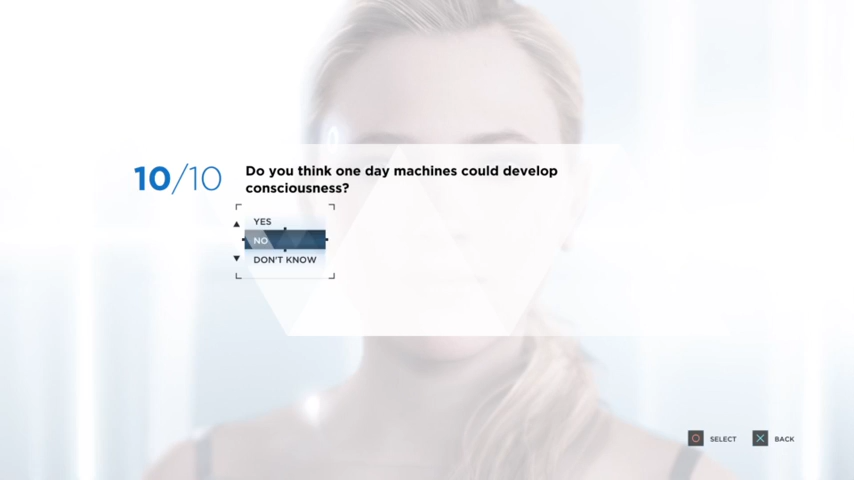 10/10
Do you think one day machines could develop
consciousness?
YES
NO
DON'T KNOW
SELECT BACK